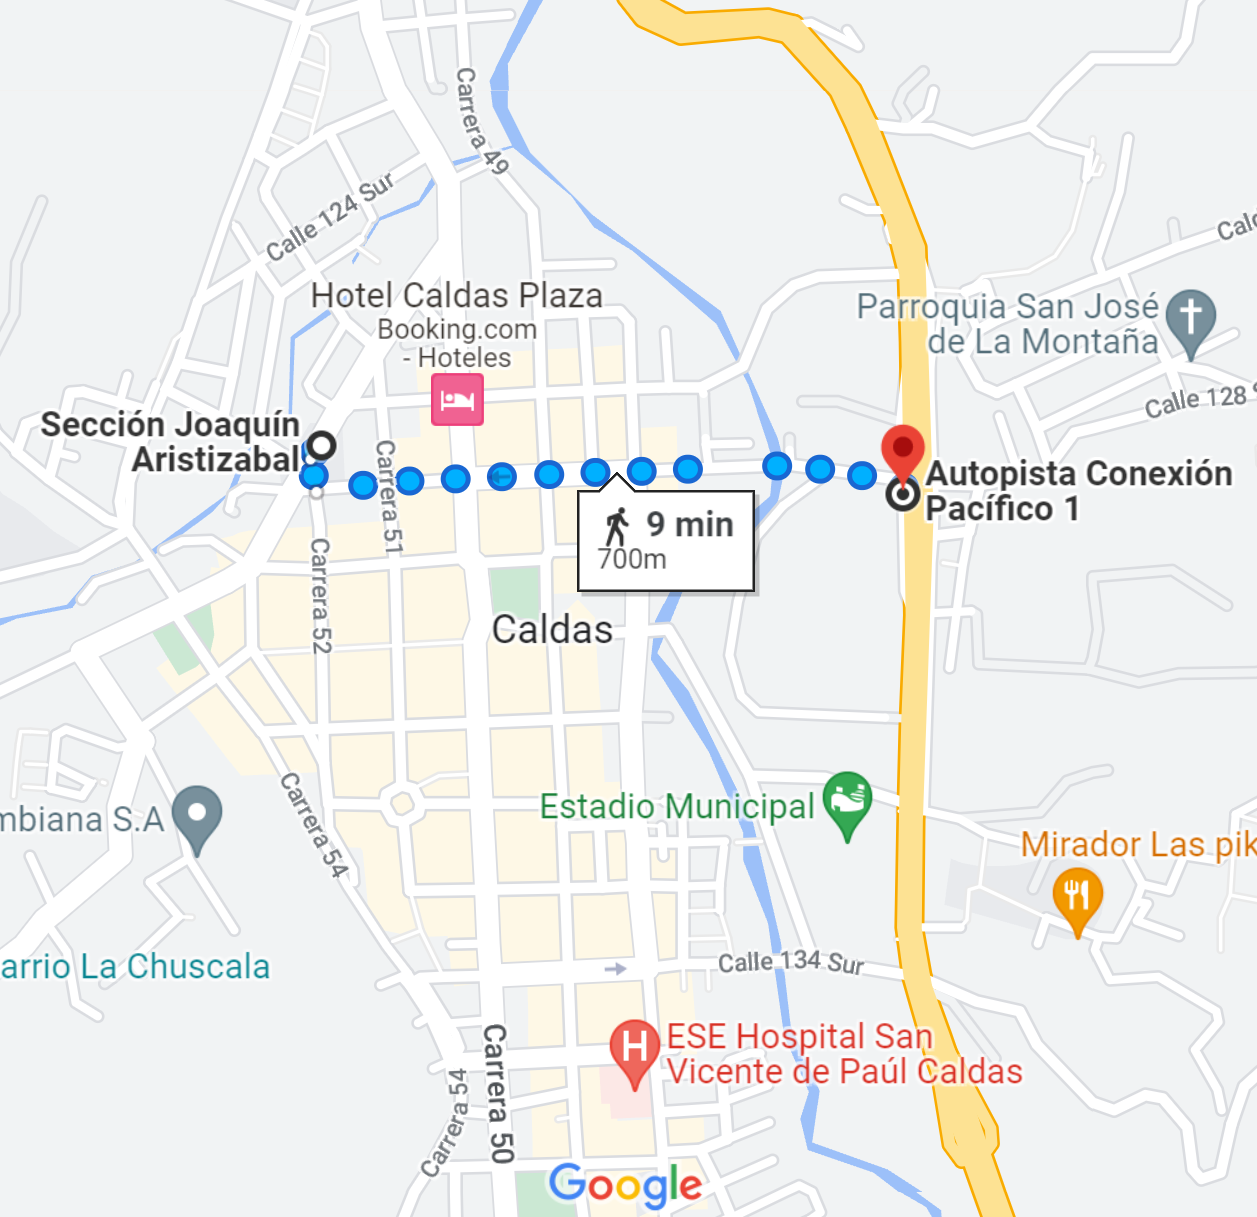 Carrera 49
Calle 124 Sur
Cald
Hotel Caldas Plaza
Booking.com
- Hoteles
Parroquia San José
de La Montaña
Calle 128 S
Sección Joaquín
Aristizabal
Carrera 51
Autopista Conexión
Pacífico 1
9 min
700m
Carrera 52
Caldas
Estadio Municipal
mbiana S.A
Carrera 54
Mirador Las pik
arrio La Chuscala
Calle 134 Sur
ESE Hospital San
Vicente de Paúl Caldas
H
Carrera 50
Carrera 54
Google